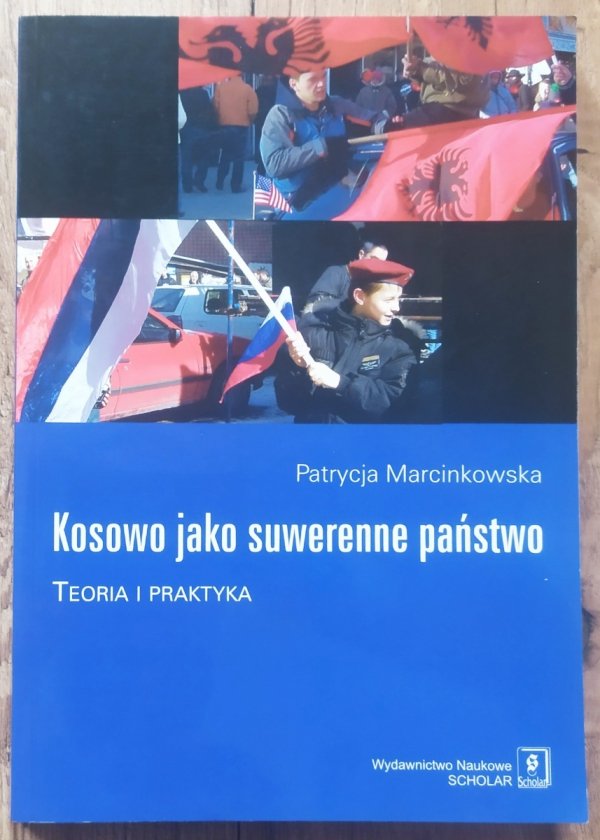 Patrycja Marcinkowska
Kosowo jako suwerenne państwo
TEORIA I PRAKTYKA
Wydawnictwo Naukowe
SCHOLAR
Scholar